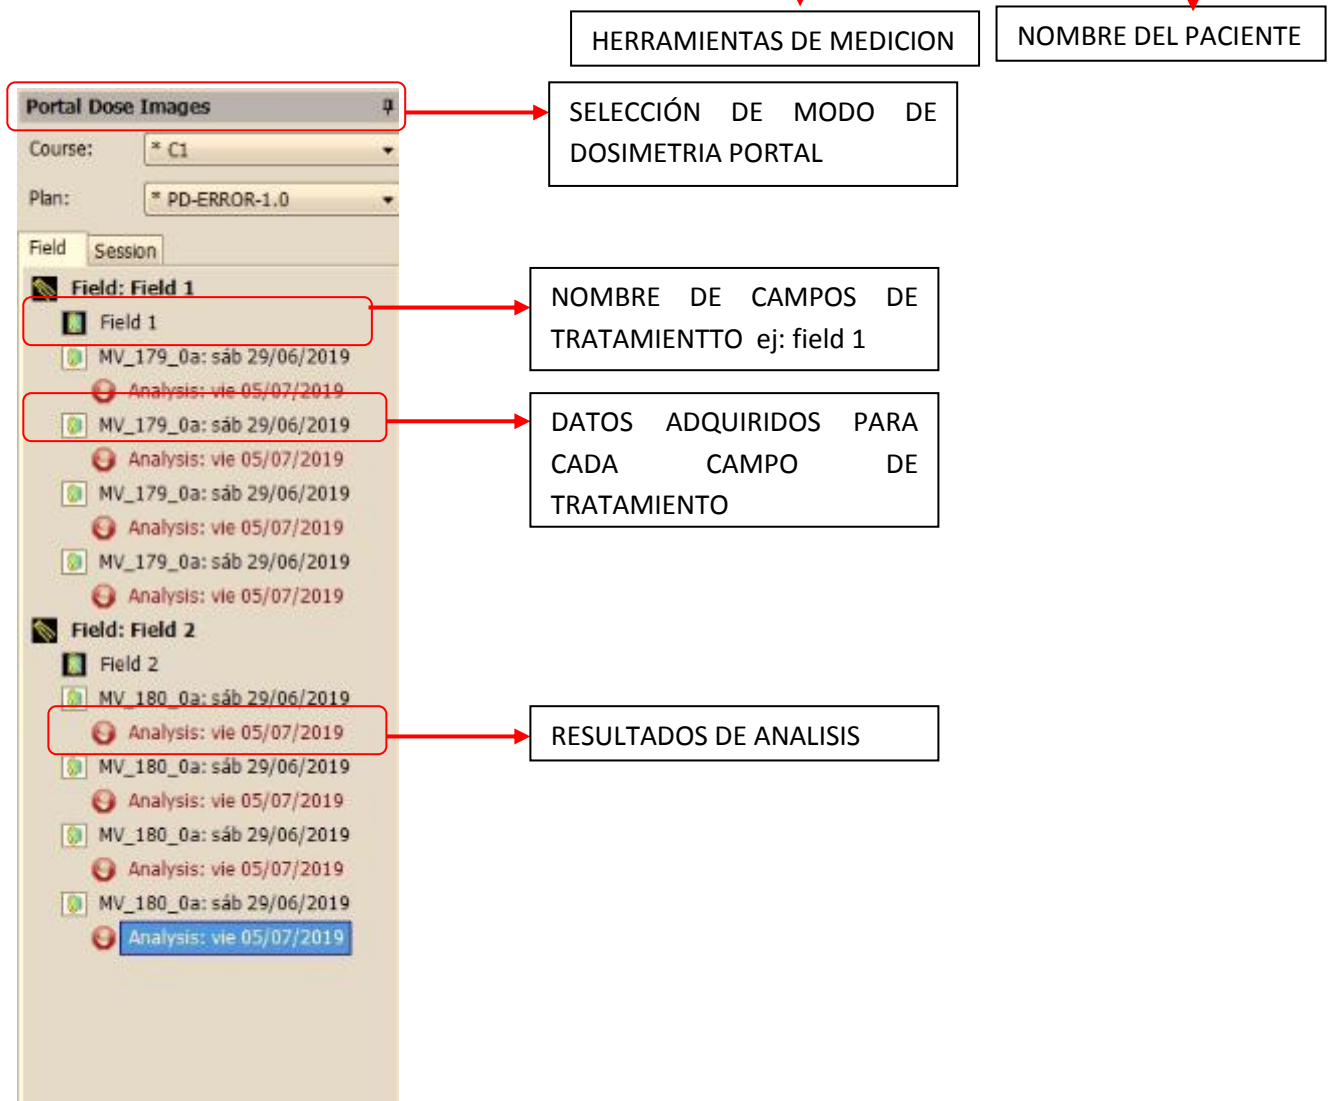 HERRAMIENTAS DE MEDICION
NOMBRE DEL PACIENTE
Portal Dose Images
SELECCIÓN DE MODO DE
DOSIMETRIA PORTAL
Course:
* C1
Plan:
* PD-ERROR-1.0
Field
Session
Field: Field 1
NOMBRE DE CAMPOS DE
TRATAMIENTTO ej: field 1
Field 1
MV_179_0a: sáb 29/06/2019
Analysis: vie 05/07/2019
DATOS ADQUIRIDOS PARA
CADA CAMPO DE
TRATAMIENTO
MV_179_0a: sáb 29/06/2019
Analysis: vie 05/07/2019
MV_179_0a: sáb 29/06/2019
Analysis: vie 05/07/2019
MV_179_0a: sáb 29/06/2019
Analysis: vie 05/07/2019
Field: Field 2
Field 2
MV_180_0a: sáb 29/06/2019
Analysis: vie 05/07/2019
RESULTADOS DE ANALISIS
MV_180_0a: sáb 29/06/2019
Analysis: vie 05/07/2019
MV_180_0a: sáb 29/06/2019
Analysis: vie 05/07/2019
MV_180_0a: sáb 29/06/2019
Analysis: vie 05/07/2019